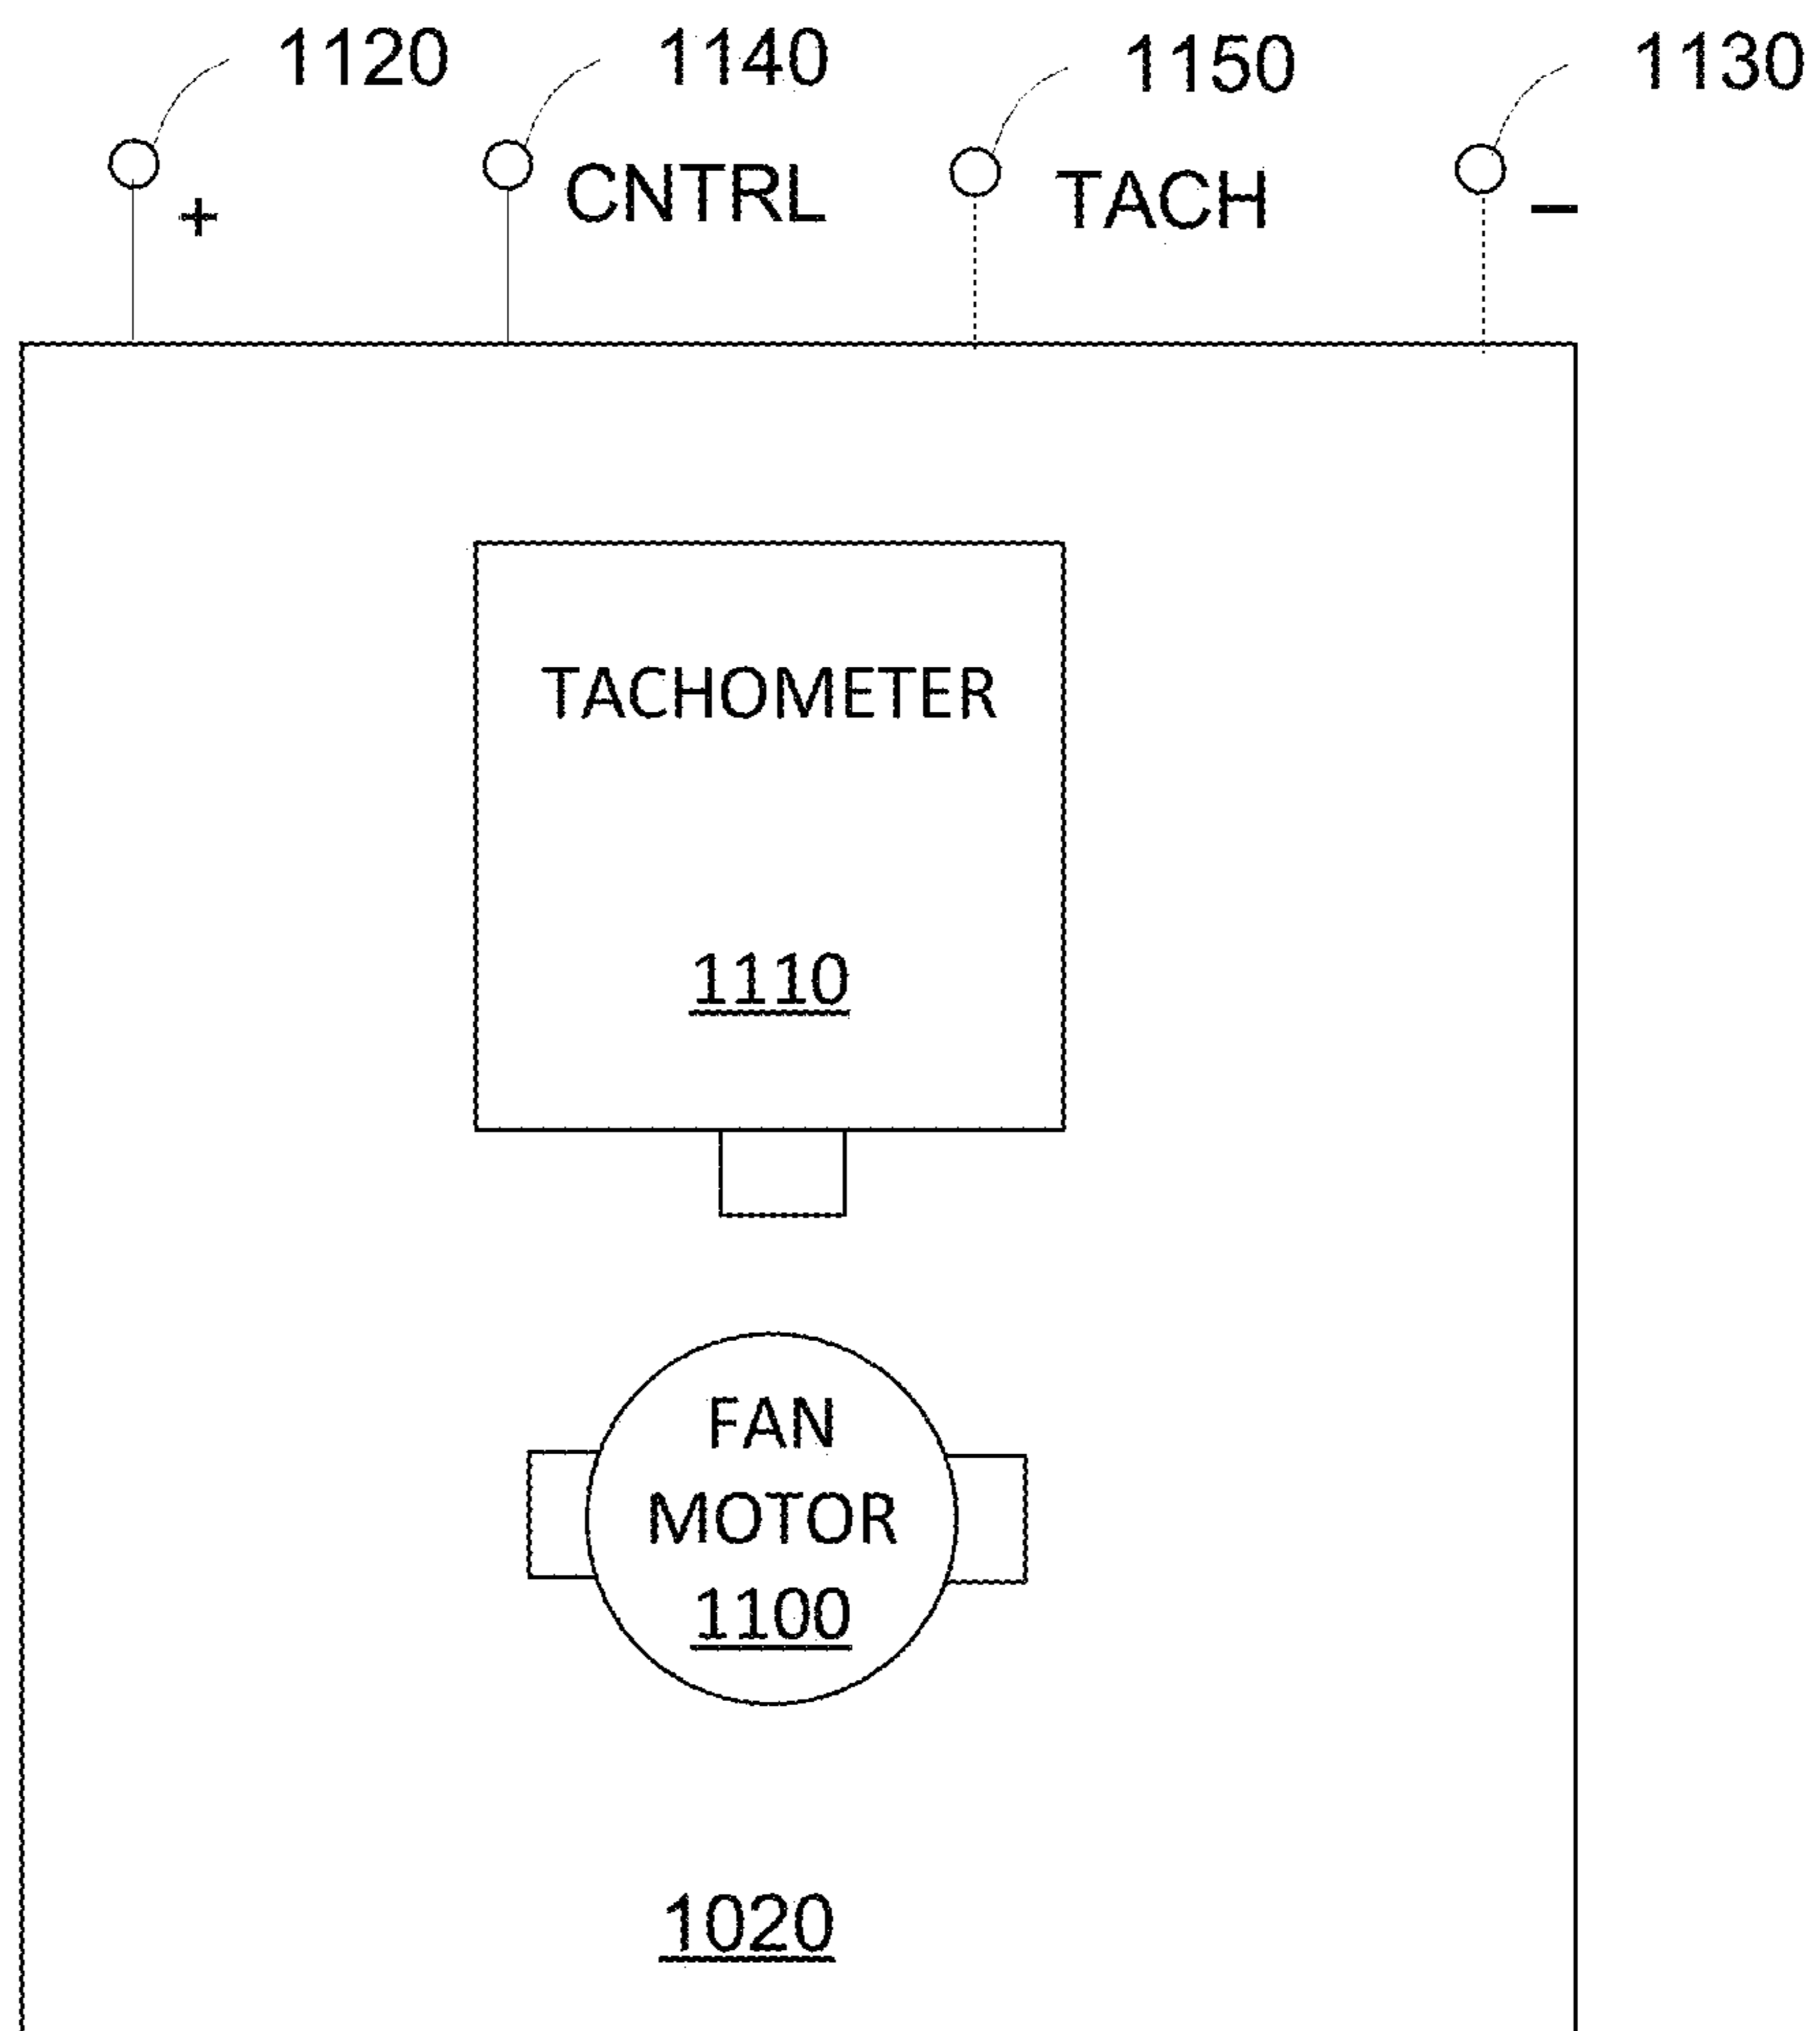 1120 1140 1150 1130
+ CNTRL TACH –
TACHOMETER
1110
FAN
MOTOR
1100
1020